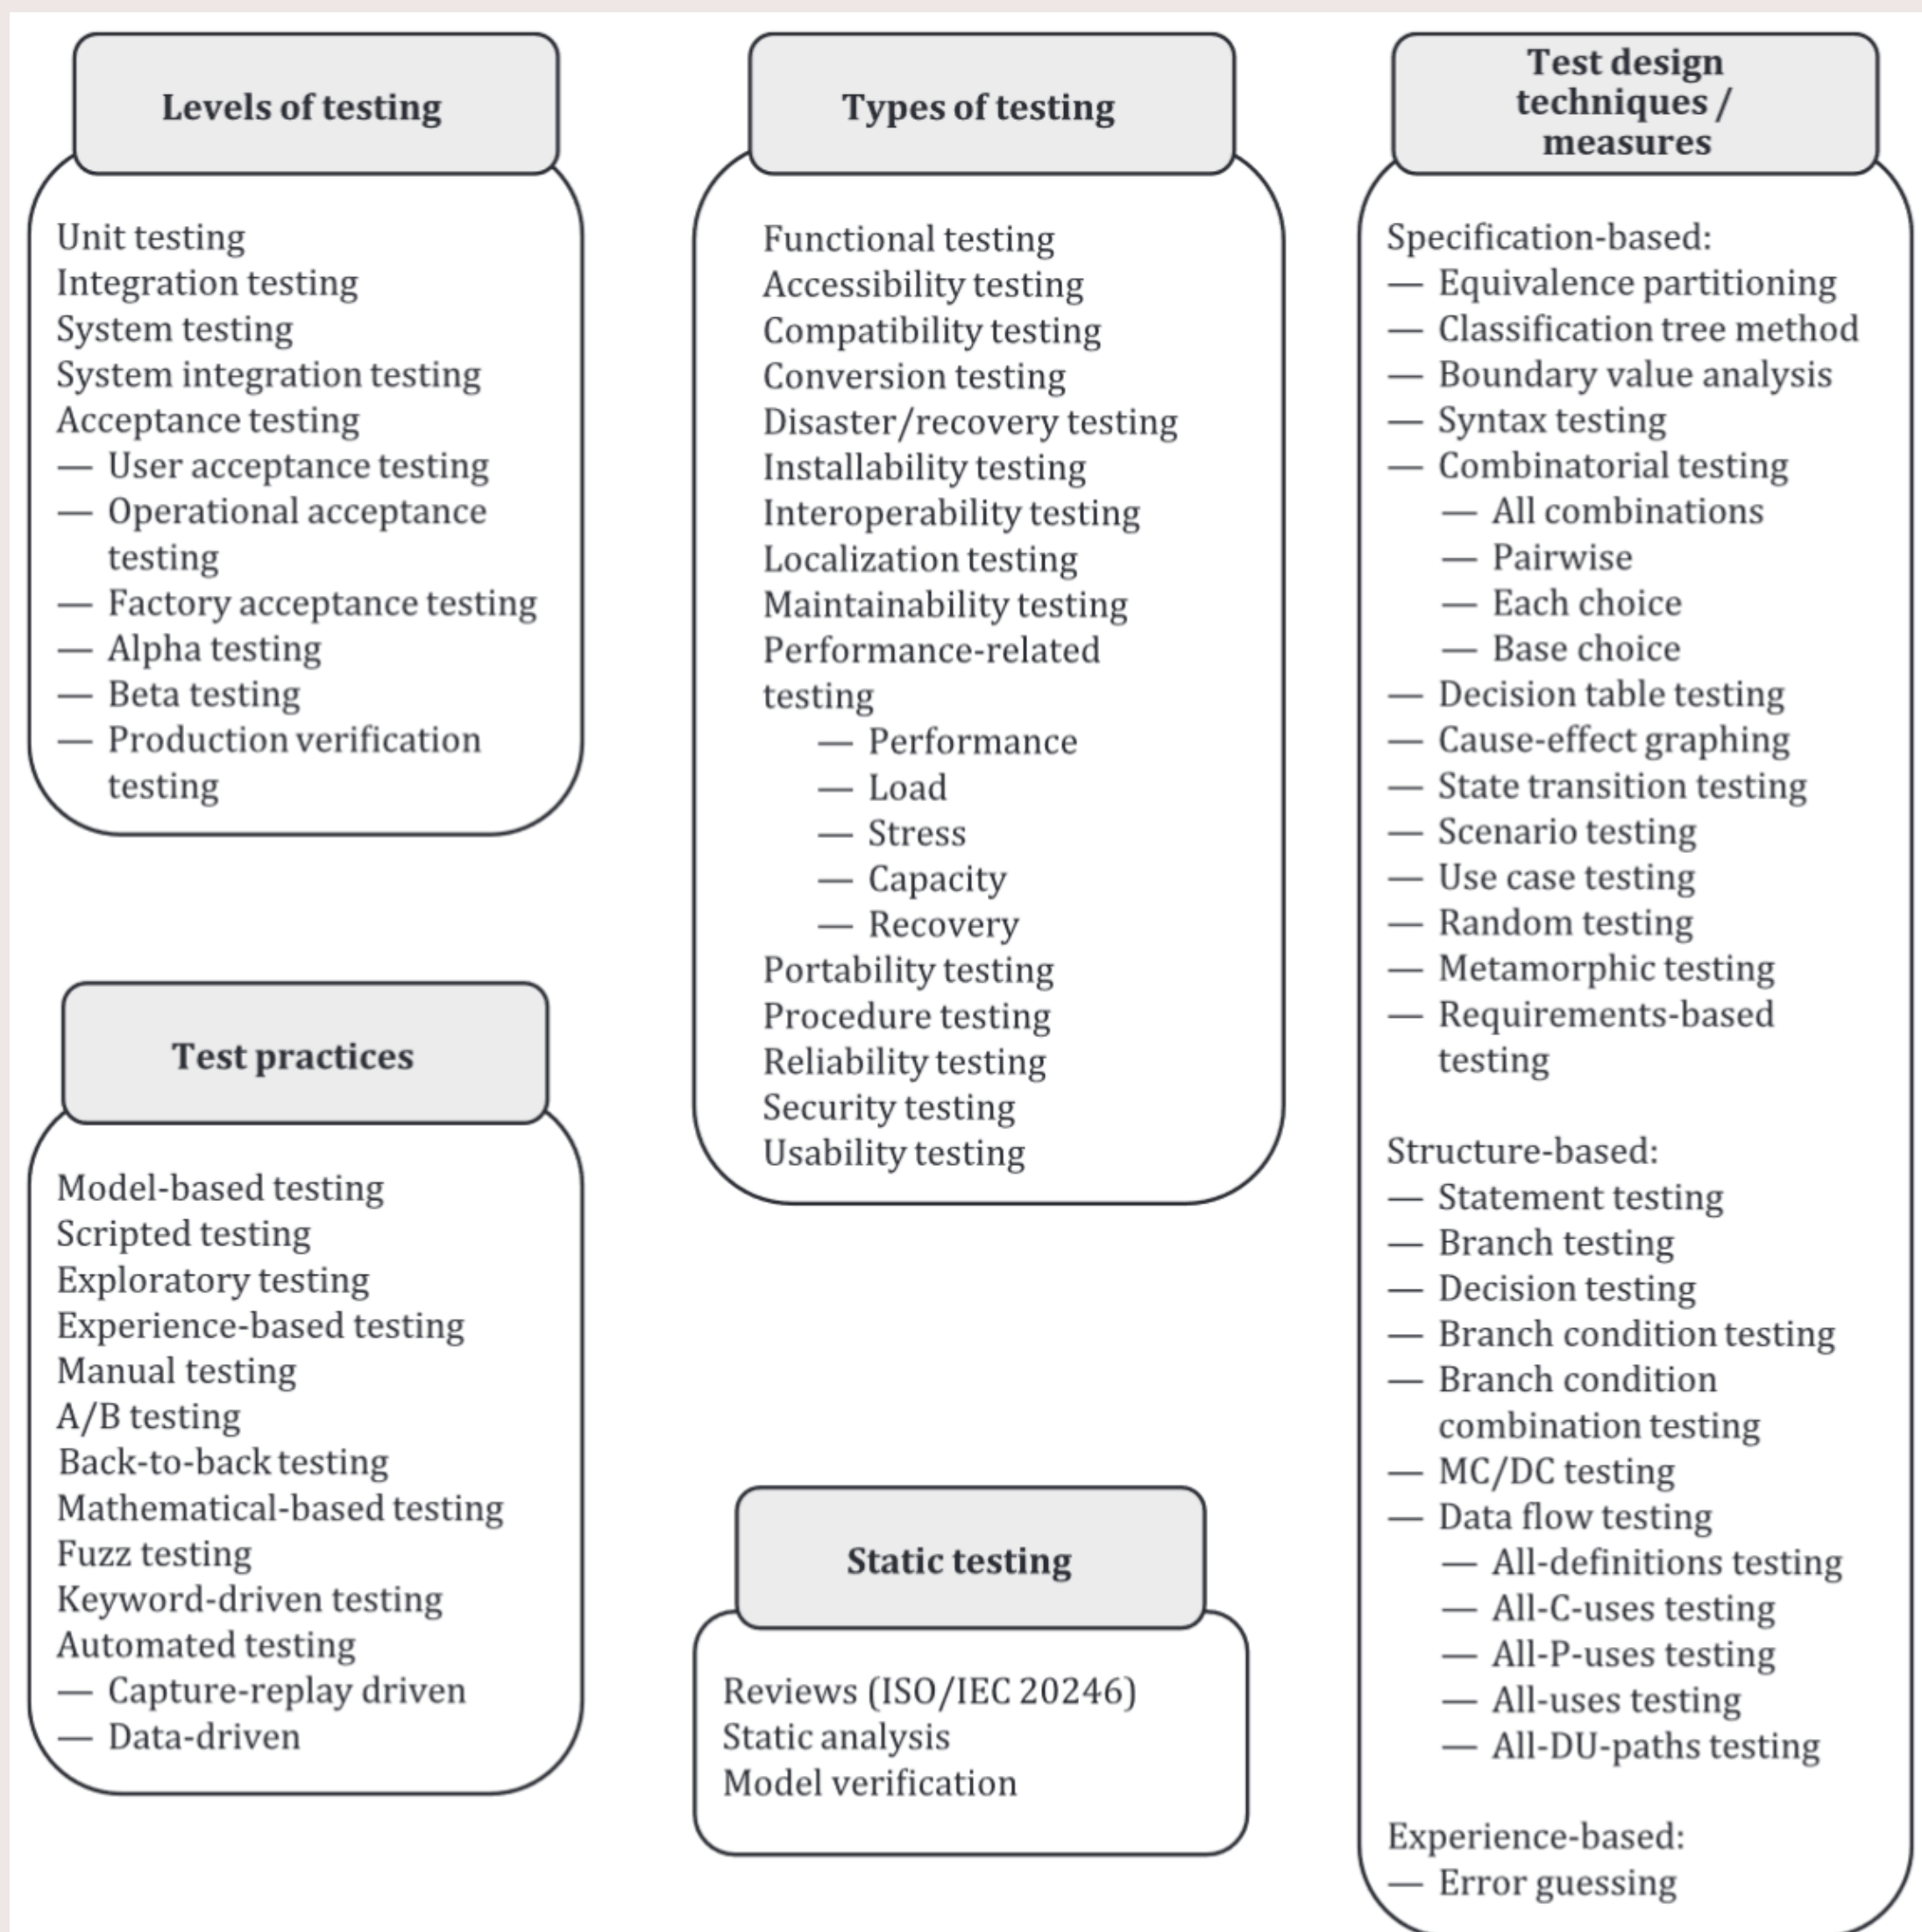 Levels of testing
Unit testing
Integration testing
System testing
System integration testing
Acceptance testing
— User acceptance testing
— Operational acceptance
testing
— Factory acceptance testing
— Alpha testing
— Beta testing
— Production verification
testing
Test practices
Model-based testing
Scripted testing
Exploratory testing
Experience-based testing
Manual testing
A/B testing
Back-to-back testing
Mathematical-based testing
Fuzz testing
Keyword-driven testing
Automated testing
— Capture-replay driven
— Data-driven
Types of testing
Functional testing
Accessibility testing
Compatibility testing
Conversion testing
Disaster/recovery testing
Installability testing
Interoperability testing
Localization testing
Maintainability testing
Performance-related
testing
— Performance
— Load
— Stress
— Capacity
— Recovery
Portability testing
Procedure testing
Reliability testing
Security testing
Usability testing
Static testing
Reviews (ISO/IEC 20246)
Static analysis
Model verification
Test design
techniques /
measures
Specification-based:
— Equivalence partitioning
— Classification tree method
— Boundary value analysis
— Syntax testing
— Combinatorial testing
— All combinations
— Pairwise
— Each choice
— Base choice
— Decision table testing
— Cause-effect graphing
— State transition testing
— Scenario testing
— Use case testing
— Random testing
— Metamorphic testing
— Requirements-based
testing
Structure-based:
— Statement testing
— Branch testing
— Decision testing
— Branch condition testing
— Branch condition
combination testing
— MC/DC testing
— Data flow testing
— All-definitions testing
— All-C-uses testing
— All-P-uses testing
— All-uses testing
— All-DU-paths testing
Experience-based:
— Error guessing